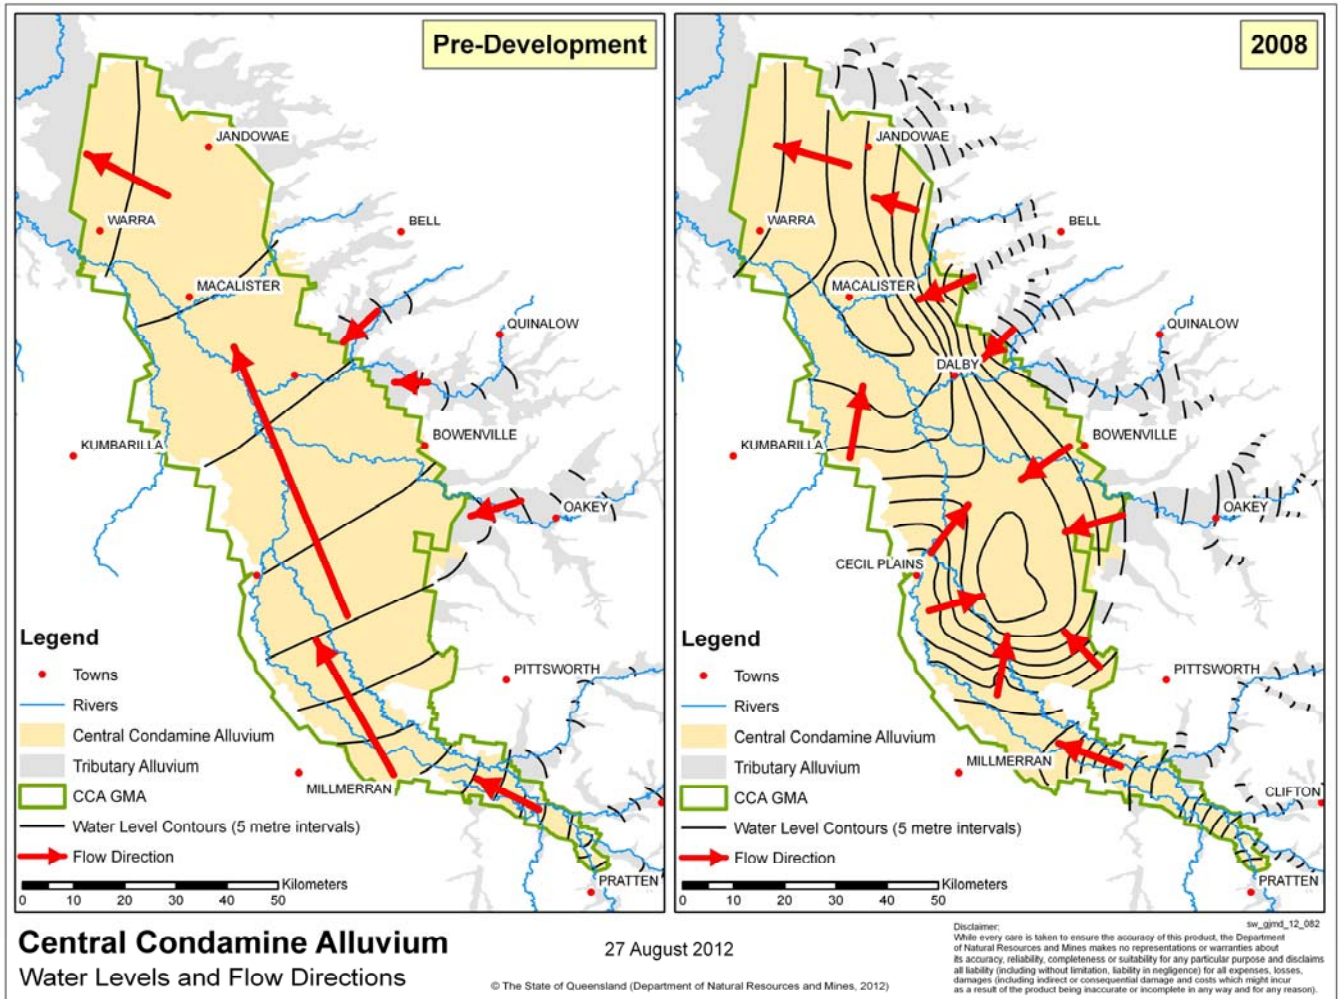 Pre-Development
JANDOWAE
WARRA
BELL
MACALISTER
QUINALOW
BOWENVILLE
KUMBARILLA
OAKEY
Legend
Towns
Rivers
Central Condamine Alluvium
Tributary Alluvium
CCA GMA
Water Level Contours (5 metre intervals)
Flow Direction
PITTSWORTH
MILLMERRAN
PRATTEN
Kilometers
0 10 20 30 40 50
2008
JANDOWAE
WARRA
BELL
MACALISTER
QUINALOW
DALBY
BOWENVILLE
KUMBARILLA
OAKEY
CECIL PLAINS
Legend
Towns
Rivers
Central Condamine Alluvium
Tributary Alluvium
CCA GMA
Water Level Contours (5 metre intervals)
Flow Direction
PITTSWORTH
MILLMERRAN
CLIFTON
PRATTEN
Kilometers
0 10 20 30 40 50
Central Condamine Alluvium
Water Levels and Flow Directions
27 August 2012
© The State of Queensland (Department of Natural Resources and Mines, 2012)
sw_gjmd_12_082
Disclaimer:
While every care is taken to ensure the accuracy of this product, the Department
of Natural Resources and Mines makes no representations or warranties about
its accuracy, reliability, completeness or suitability for any particular purpose and disclaims
all liability (including without limitation, liability in negligence) for all expenses, losses,
damages (including indirect or consequential damage and costs which might incur
as a result of the product being inaccurate or incomplete in any way and for any reason).